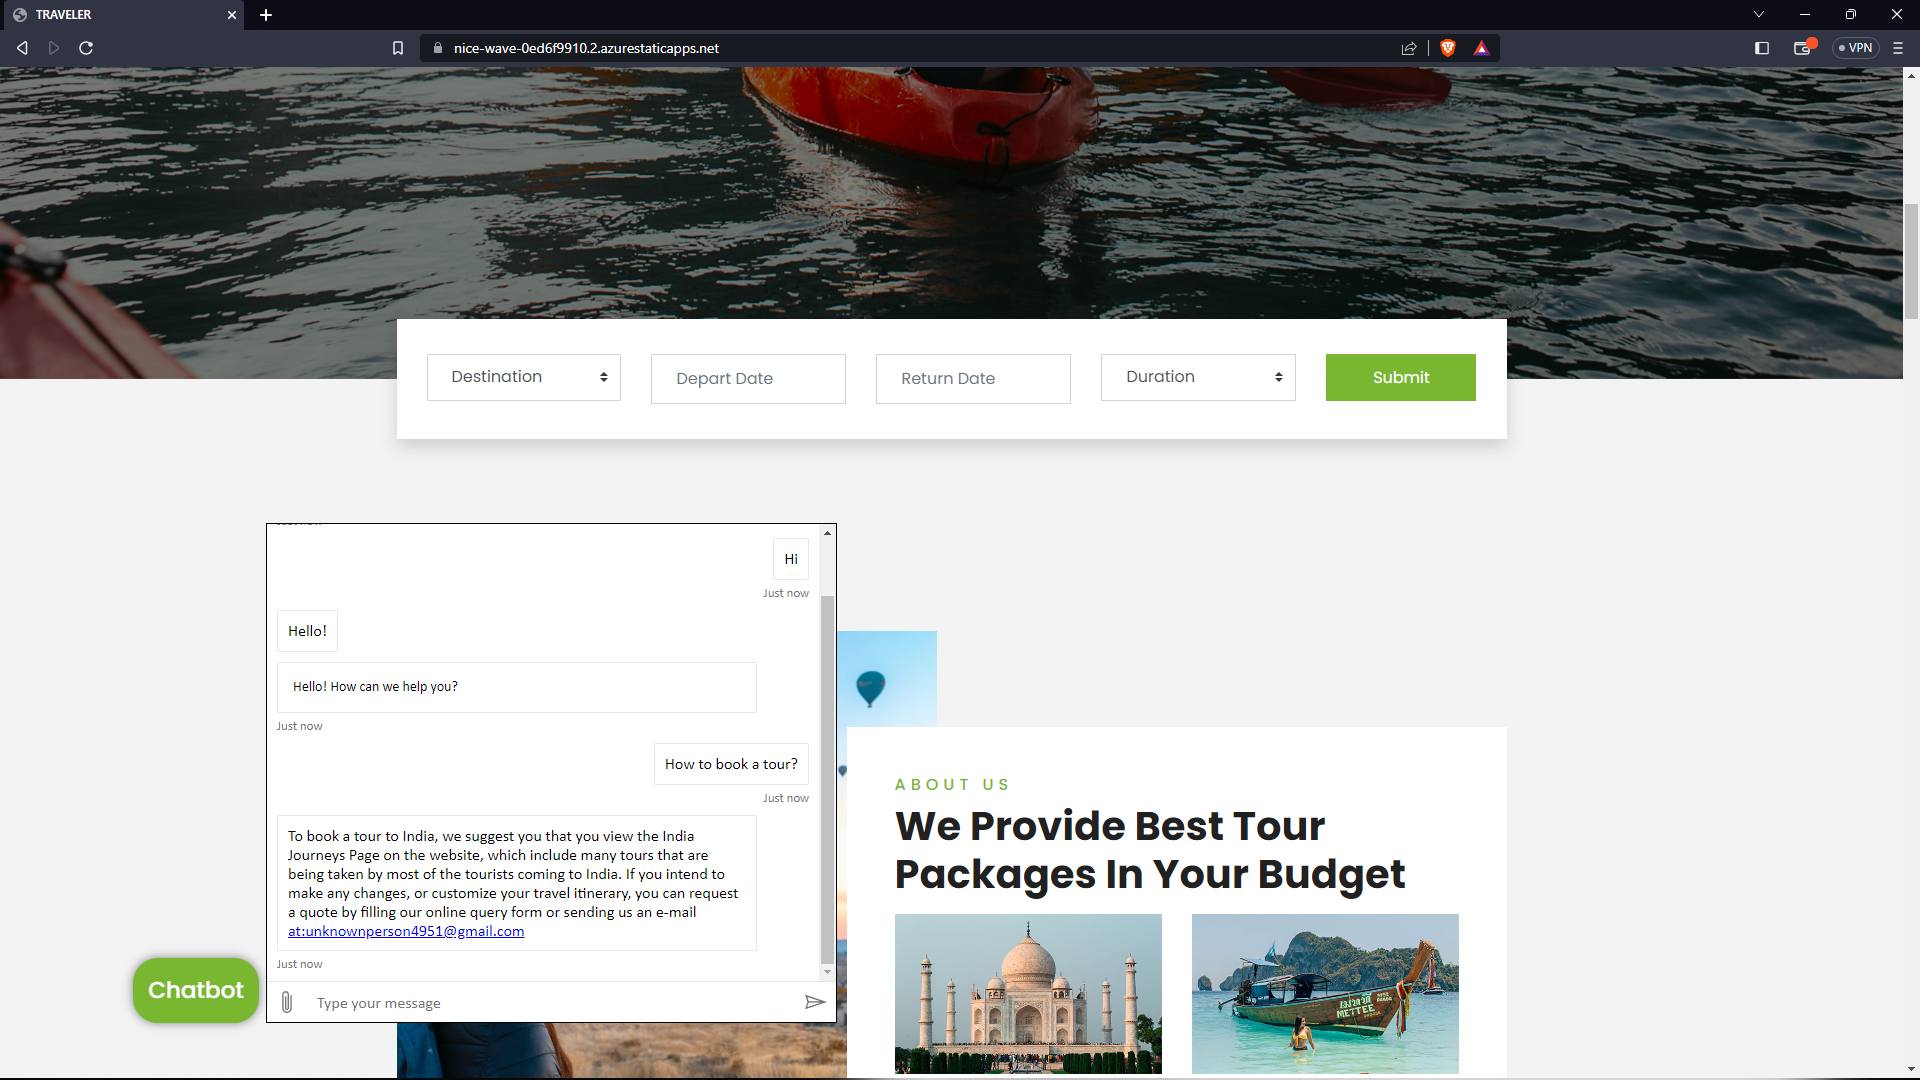 TRAVELER
nice-wave-0ed6f9910.2.azurestaticapps.net
VPN
Destination
Depart Date
Return Date
Duration
Submit
Hi
Just now
Hello!
Hello! How can we help you?
Just now
How to book a tour?
Just now
To book a tour to India, we suggest you that you view the India
Journeys Page on the website, which include many tours that are
being taken by most of the tourists coming to India. If you intend to
make any changes, or customize your travel itinerary, you can request
a quote by filling our online query form or sending us an e-mail
at:unknownperson4951@gmail.com
Just now
Type your message
Chatbot
ABOUT US
We Provide Best Tour
Packages In Your Budget
METTEE